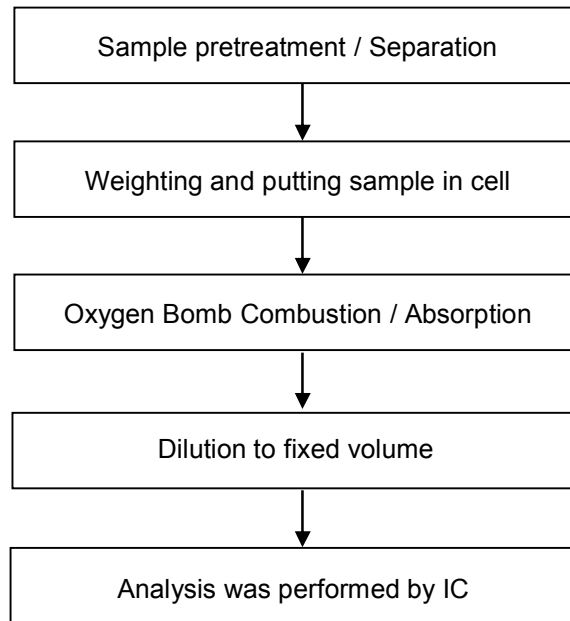 Sample pretreatment / Separation
Weighting and putting sample in cell
Oxygen Bomb Combustion / Absorption
Dilution to fixed volume
Analysis was performed by IC